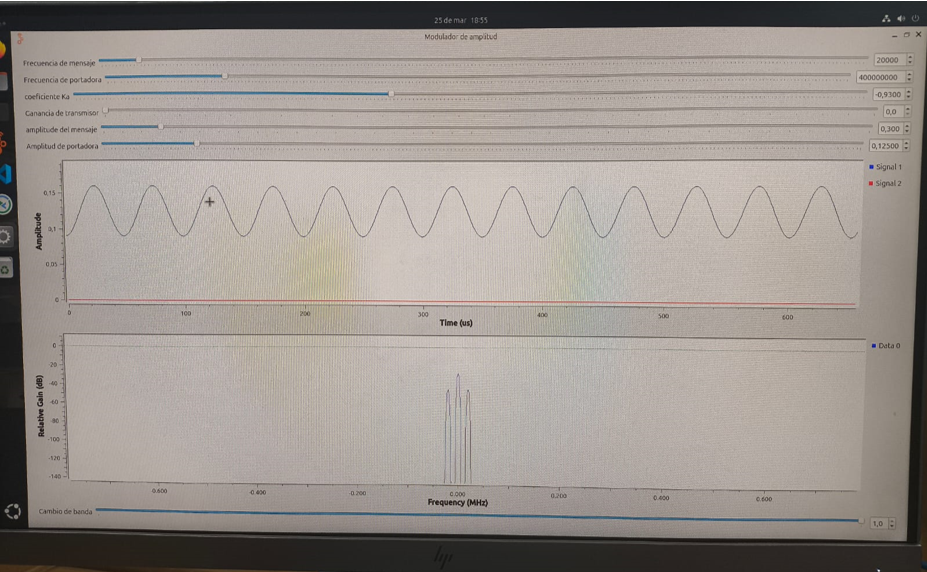 25 de mar 10:55
Modulador de amplitud
Frecuencia de mensaje 20000
Frecuencia de portadora 400000000
coeficiente Ka -0,9300
Ganancia de transmisor 0,0
amplitude del mensaje 0,300
Amplitud de portadora 0,12500
Signal 1
Signal 2
Amplitude
0,15
0,1
0,05
0
0 100 200 300 400 500 600
Time (us)
Data 0
Relative Gain (dB)
0
-20
-40
-60
-80
-100
-120
-140
0.600 0.400 0.200 0.000 0.200 0.400 0.600
Frequency (MHz)
Cambio de banda 1,0
hp